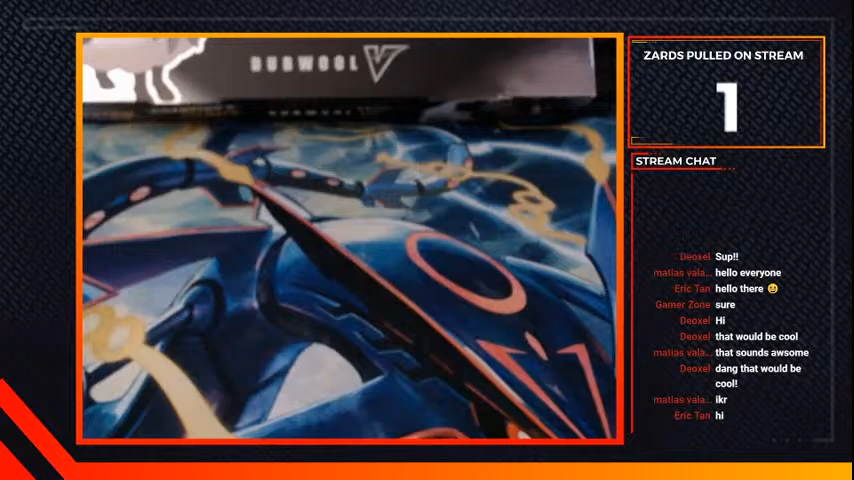 DUBWOOL V
ZARDS PULLED ON STREAM
1
STREAM CHAT
Deoxel Sup!!
matias vala... hello everyone
Eric Tan hello there 😆
Gamer Zone sure
Deoxel Hi
Deoxel that would be cool
matias vala... that sounds awsome
Deoxel dang that would be
cool!
matias vala... ikr
Eric Tan hi